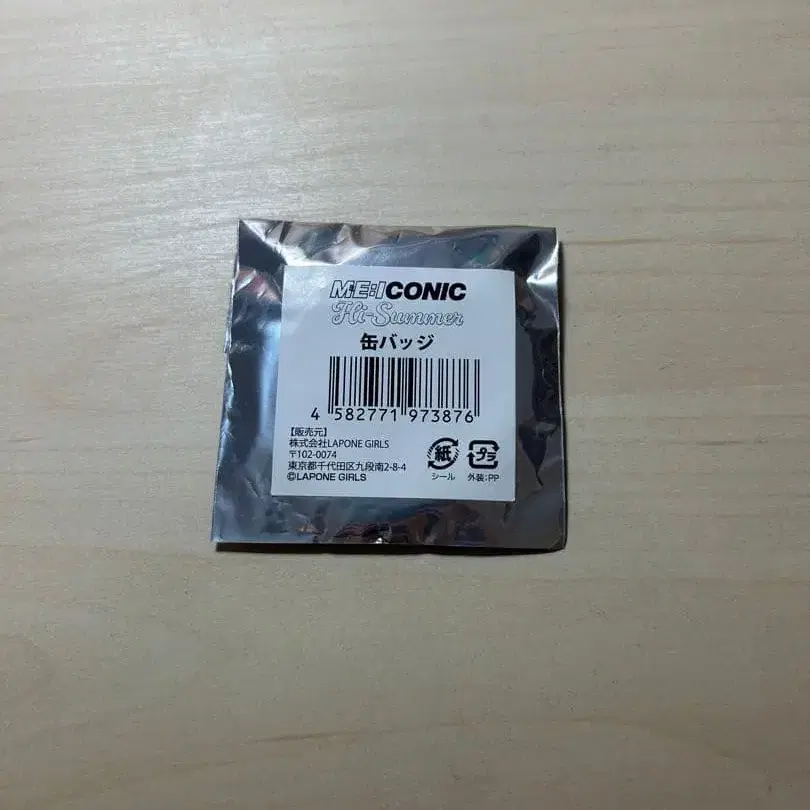 ME:ICONIC
Hi-Summer
缶バッジ
4 582771 973876
【販売元】
株式会社LAPONE GIRLS
〒102-0074
東京都千代田区九段南2-8-4
©LAPONE GIRLS
紙
シール
プラ
外装:PP